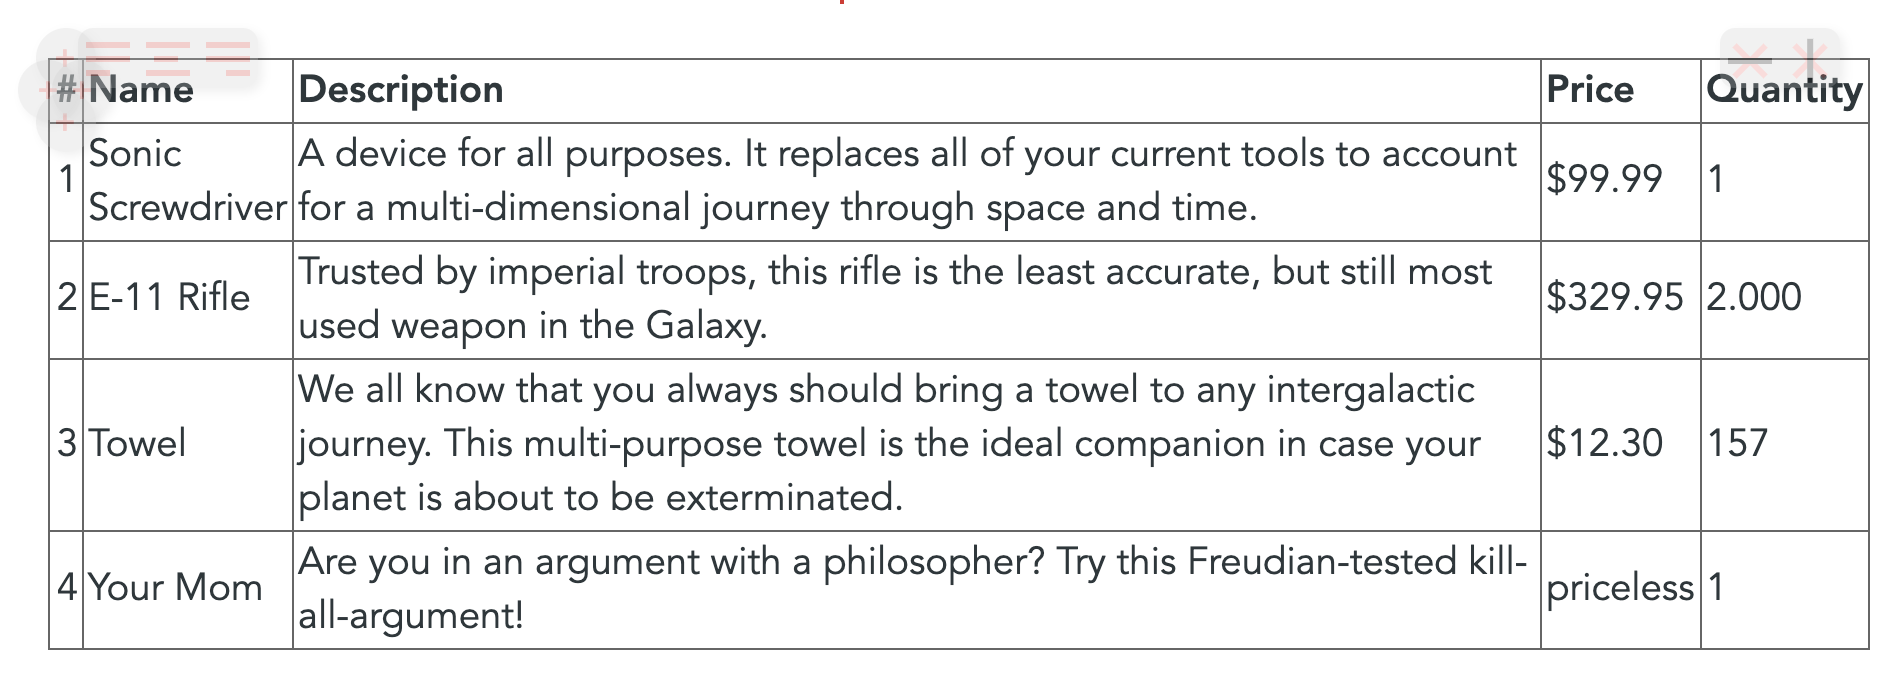 # Name Description Price Quantity
1 Sonic Screwdriver A device for all purposes. It replaces all of your current tools to account for a multi-dimensional journey through space and time. $99.99 1
2 E-11 Rifle Trusted by imperial troops, this rifle is the least accurate, but still most used weapon in the Galaxy. $329.95 2.000
3 Towel We all know that you always should bring a towel to any intergalactic journey. This multi-purpose towel is the ideal companion in case your planet is about to be exterminated. $12.30 157
4 Your Mom Are you in an argument with a philosopher? Try this Freudian-tested kill-all-argument! priceless 1